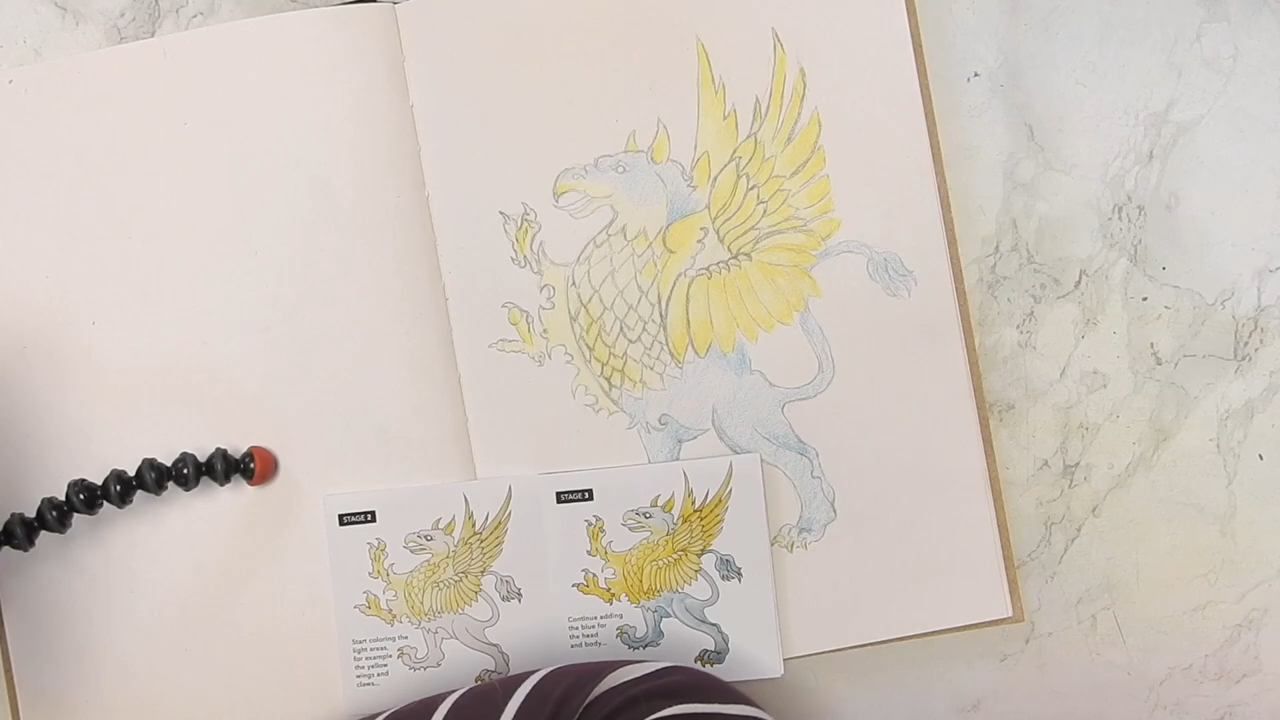 STAGE 2
Start coloring the
light areas,
for example
the yellow
wings and
claws...
STAGE 3
Continue adding
the blue for
the head
and body...